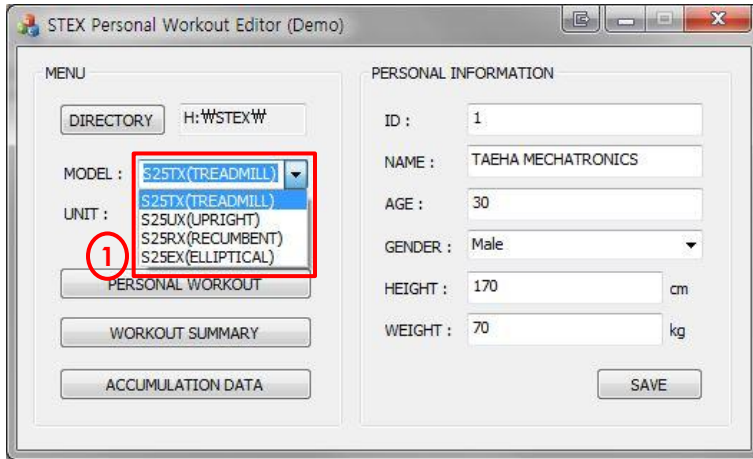 STEX Personal Workout Editor (Demo)
MENU
DIRECTORY H:₩STEX₩
MODEL : S25TX(TREADMILL)
S25TX(TREADMILL)
S25UX(UPRIGHT)
S25RX(RECUMBENT)
S25EX(ELLIPTICAL)
UNIT :
1
PERSONAL WORKOUT
WORKOUT SUMMARY
ACCUMULATION DATA
PERSONAL INFORMATION
ID : 1
NAME : TAEHA MECHATRONICS
AGE : 30
GENDER : Male
HEIGHT : 170 cm
WEIGHT : 70 kg
SAVE